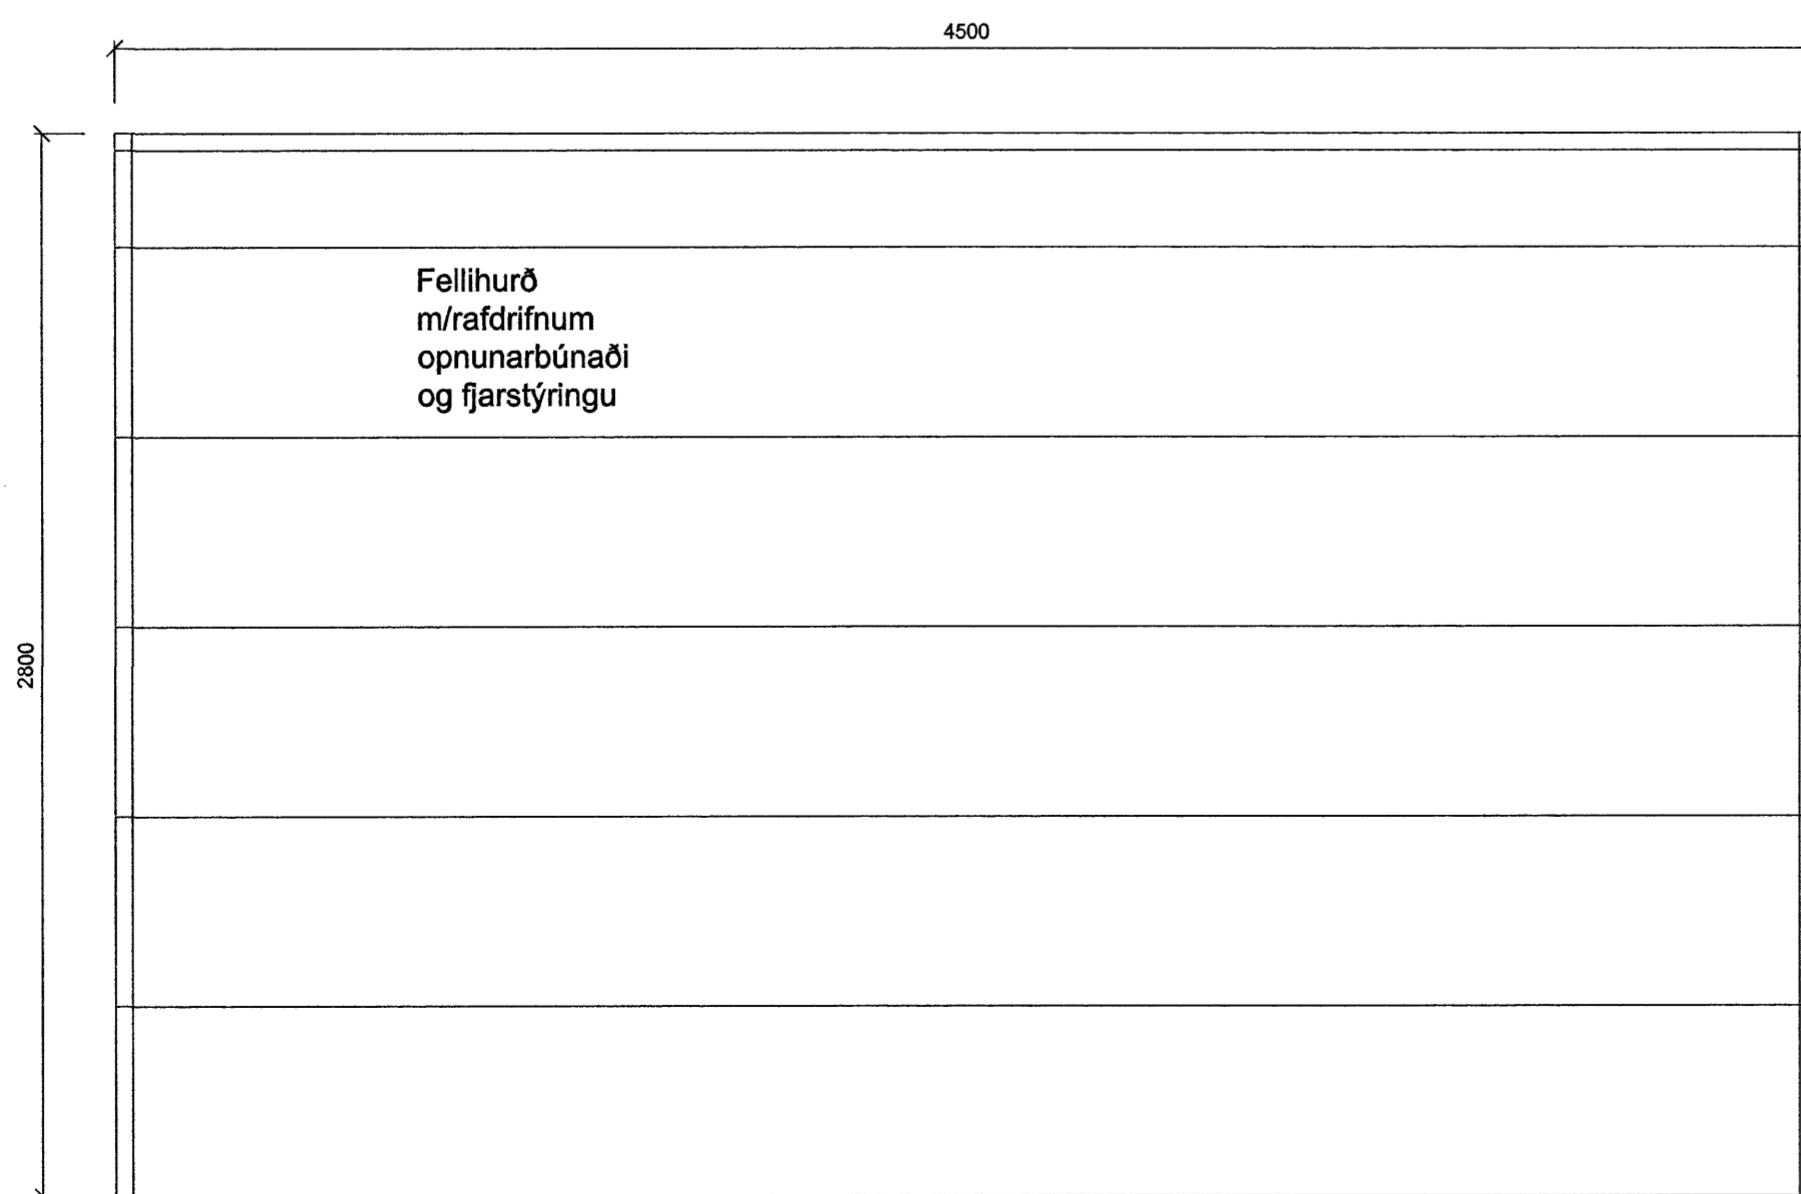 4500
Fellihurð
m/rafdrifnum
opnunarbúnaði
og fjarstýringu
2800